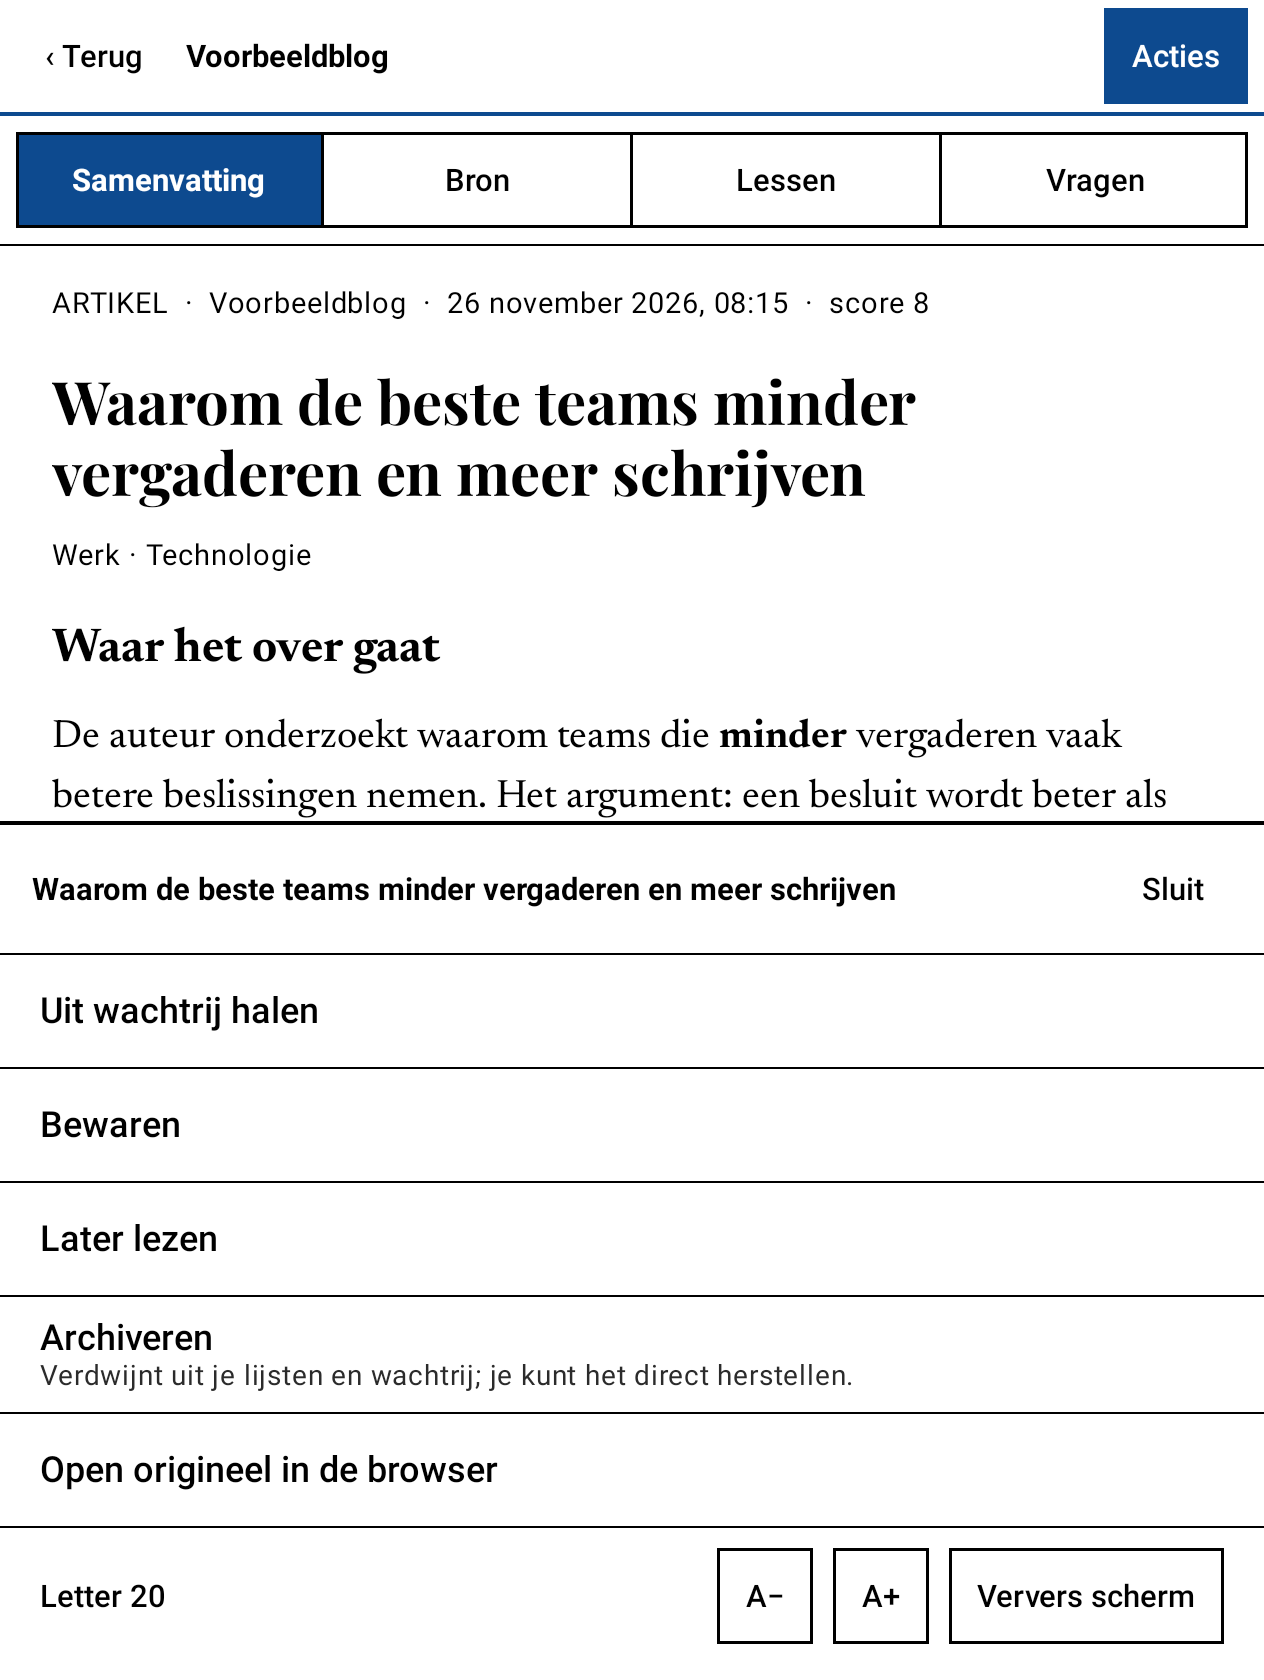 ‹ Terug Voorbeeldblog Acties
Samenvatting Bron Lessen Vragen
ARTIKEL · Voorbeeldblog · 26 november 2026, 08:15 · score 8
Waarom de beste teams minder
vergaderen en meer schrijven
Werk · Technologie
Waar het over gaat
De auteur onderzoekt waarom teams die minder vergaderen vaak
betere beslissingen nemen. Het argument: een besluit wordt beter als
Waarom de beste teams minder vergaderen en meer schrijven Sluit
Uit wachtrij halen
Bewaren
Later lezen
Archiveren
Verdwijnt uit je lijsten en wachtrij; je kunt het direct herstellen.
Open origineel in de browser
Letter 20 A− A+ Ververs scherm